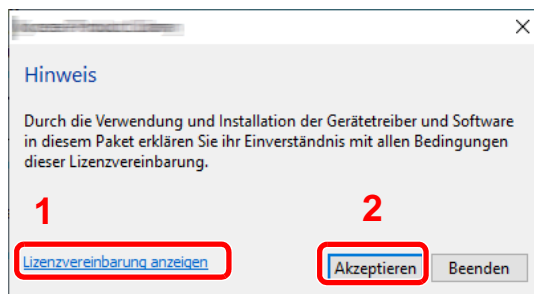 Hinweis
Durch die Verwendung und Installation der Gerätetreiber und Software
in diesem Paket erklären Sie ihr Einverständnis mit allen Bedingungen
dieser Lizenzvereinbarung.
1
2
Lizenzvereinbarung anzeigen
Akzeptieren
Beenden